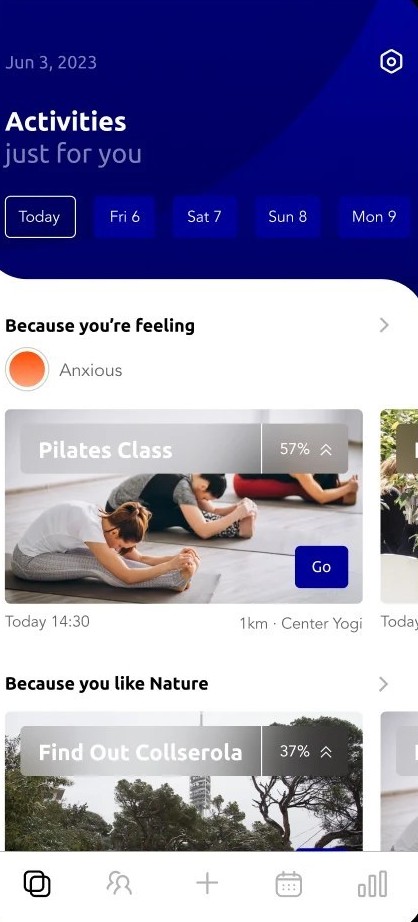 Jun 3, 2023
Activities
just for you
Today
Fri 6
Sat 7
Sun 8
Mon 9
Because you’re feeling
Anxious
Pilates Class
57%
Go
Today 14:30
1km · Center Yogi
Today
Because you like Nature
Find Out Collserola
37%